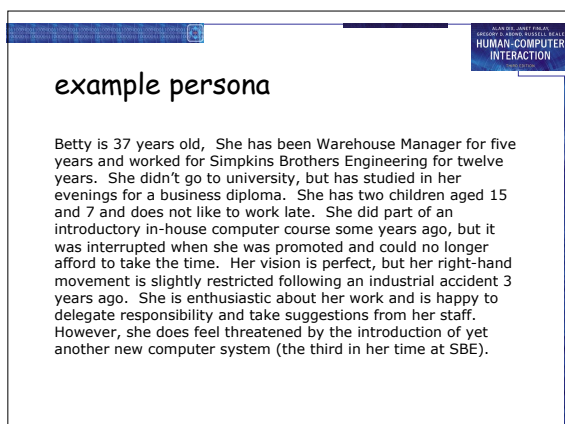 ALAN DIX, JANET FINLAY,
GREGORY D. ABOWD, RUSSELL BEALE
HUMAN-COMPUTER
INTERACTION
THIRD EDITION
example persona
Betty is 37 years old, She has been Warehouse Manager for five
years and worked for Simpkins Brothers Engineering for twelve
years. She didn’t go to university, but has studied in her
evenings for a business diploma. She has two children aged 15
and 7 and does not like to work late. She did part of an
introductory in-house computer course some years ago, but it
was interrupted when she was promoted and could no longer
afford to take the time. Her vision is perfect, but her right-hand
movement is slightly restricted following an industrial accident 3
years ago. She is enthusiastic about her work and is happy to
delegate responsibility and take suggestions from her staff.
However, she does feel threatened by the introduction of yet
another new computer system (the third in her time at SBE).